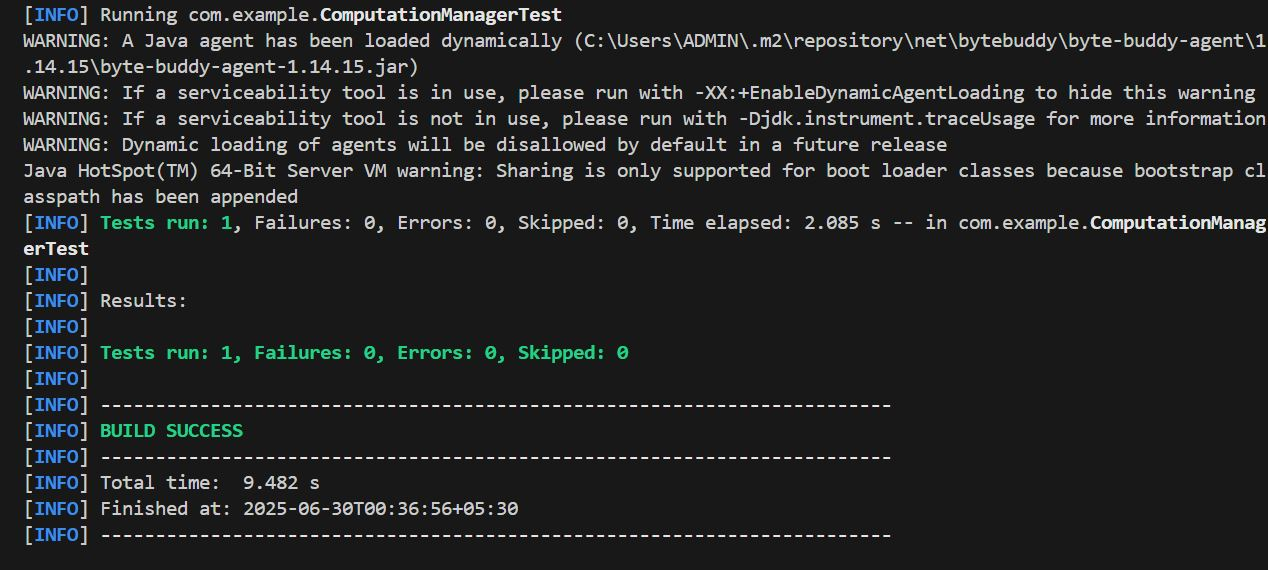 [INFO] Running com.example.ComputationManagerTest
WARNING: A Java agent has been loaded dynamically (C:\Users\ADMIN\.m2\repository\net\bytebuddy\byte-buddy-agent\1
.14.15\byte-buddy-agent-1.14.15.jar)
WARNING: If a serviceability tool is in use, please run with -XX:+EnableDynamicAgentLoading to hide this warning
WARNING: If a serviceability tool is not in use, please run with -Djdk.instrument.traceUsage for more information
WARNING: Dynamic loading of agents will be disallowed by default in a future release
Java HotSpot(TM) 64-Bit Server VM warning: Sharing is only supported for boot loader classes because bootstrap cl
asspath has been appended
[INFO] Tests run: 1, Failures: 0, Errors: 0, Skipped: 0, Time elapsed: 2.085 s -- in com.example.ComputationManag
erTest
[INFO]
[INFO] Results:
[INFO]
[INFO] Tests run: 1, Failures: 0, Errors: 0, Skipped: 0
[INFO]
[INFO] ------------------------------------------------------------------------
[INFO] BUILD SUCCESS
[INFO] ------------------------------------------------------------------------
[INFO] Total time:  9.482 s
[INFO] Finished at: 2025-06-30T00:36:56+05:30
[INFO] ------------------------------------------------------------------------